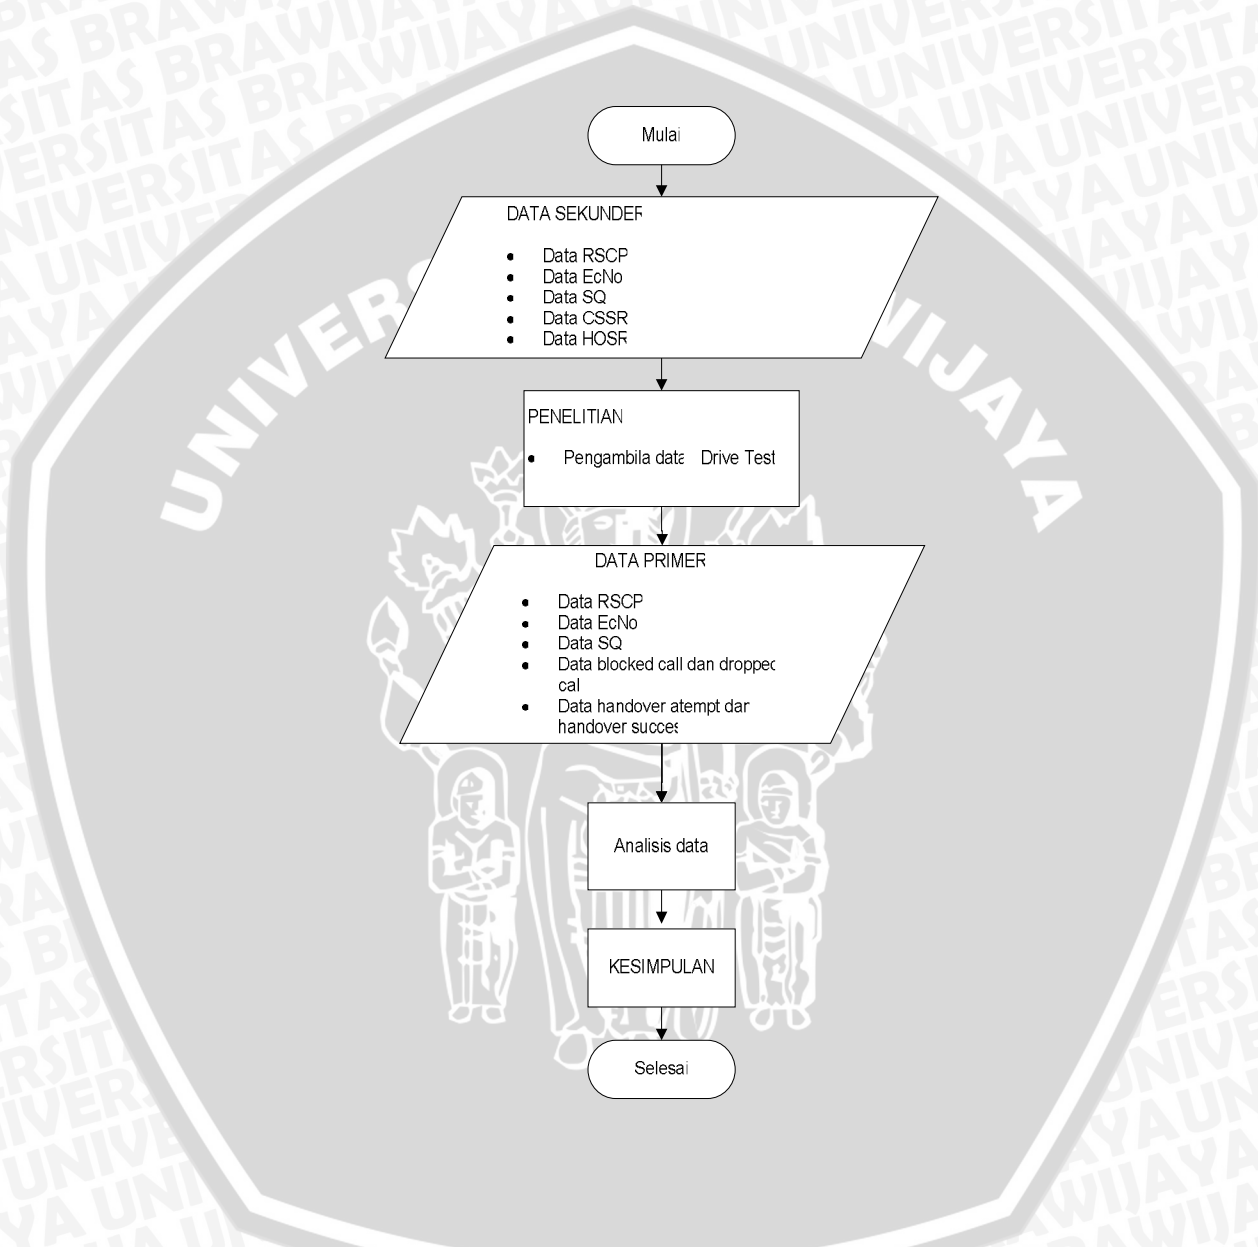 Mulai
DATA SEKUNDER
• Data RSCP
• Data EcNo
• Data SQ
• Data CSSR
• Data HOSR
PENELITIAN
• Pengambila data Drive Test
DATA PRIMER
• Data RSCP
• Data EcNo
• Data SQ
• Data blocked call dan dropped
cal
• Data handover atempt dan
handover succes
Analisis data
KESIMPULAN
Selesai